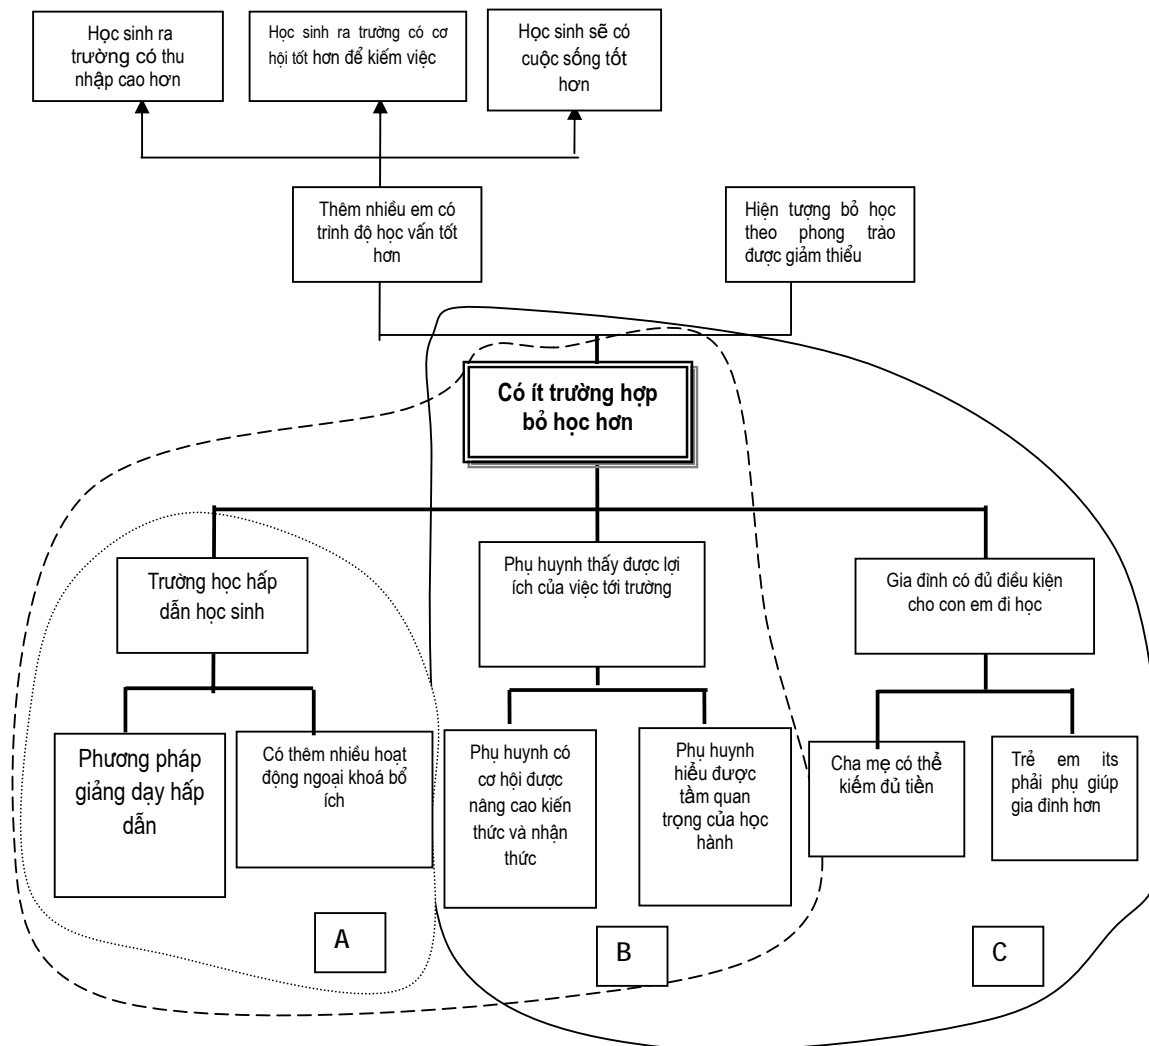 Học sinh ra
trường có thu
nhập cao hơn
Học sinh ra trường có cơ
hội tốt hơn để kiếm việc
Học sinh sẽ có
cuộc sống tốt
hơn
Thêm nhiều em có
trình độ học vấn tốt
hơn
Hiện tượng bỏ học
theo phong trào
được giảm thiểu
Có ít trường hợp
bỏ học hơn
Trường học hấp
dẫn học sinh
Phụ huynh thấy được lợi
ích của việc tới trường
Gia đình có đủ điều kiện
cho con em đi học
Phương pháp
giảng dạy hấp
dẫn
Có thêm nhiều hoạt
động ngoại khoá bổ
ích
Phụ huynh có
cơ hội được
nâng cao kiến
thức và nhận
thức
Phụ huynh
hiểu được
tầm quan
trọng của học
hành
Cha mẹ có thể
kiếm đủ tiền
Trẻ em its
phải phụ giúp
gia đình hơn
A
B
C